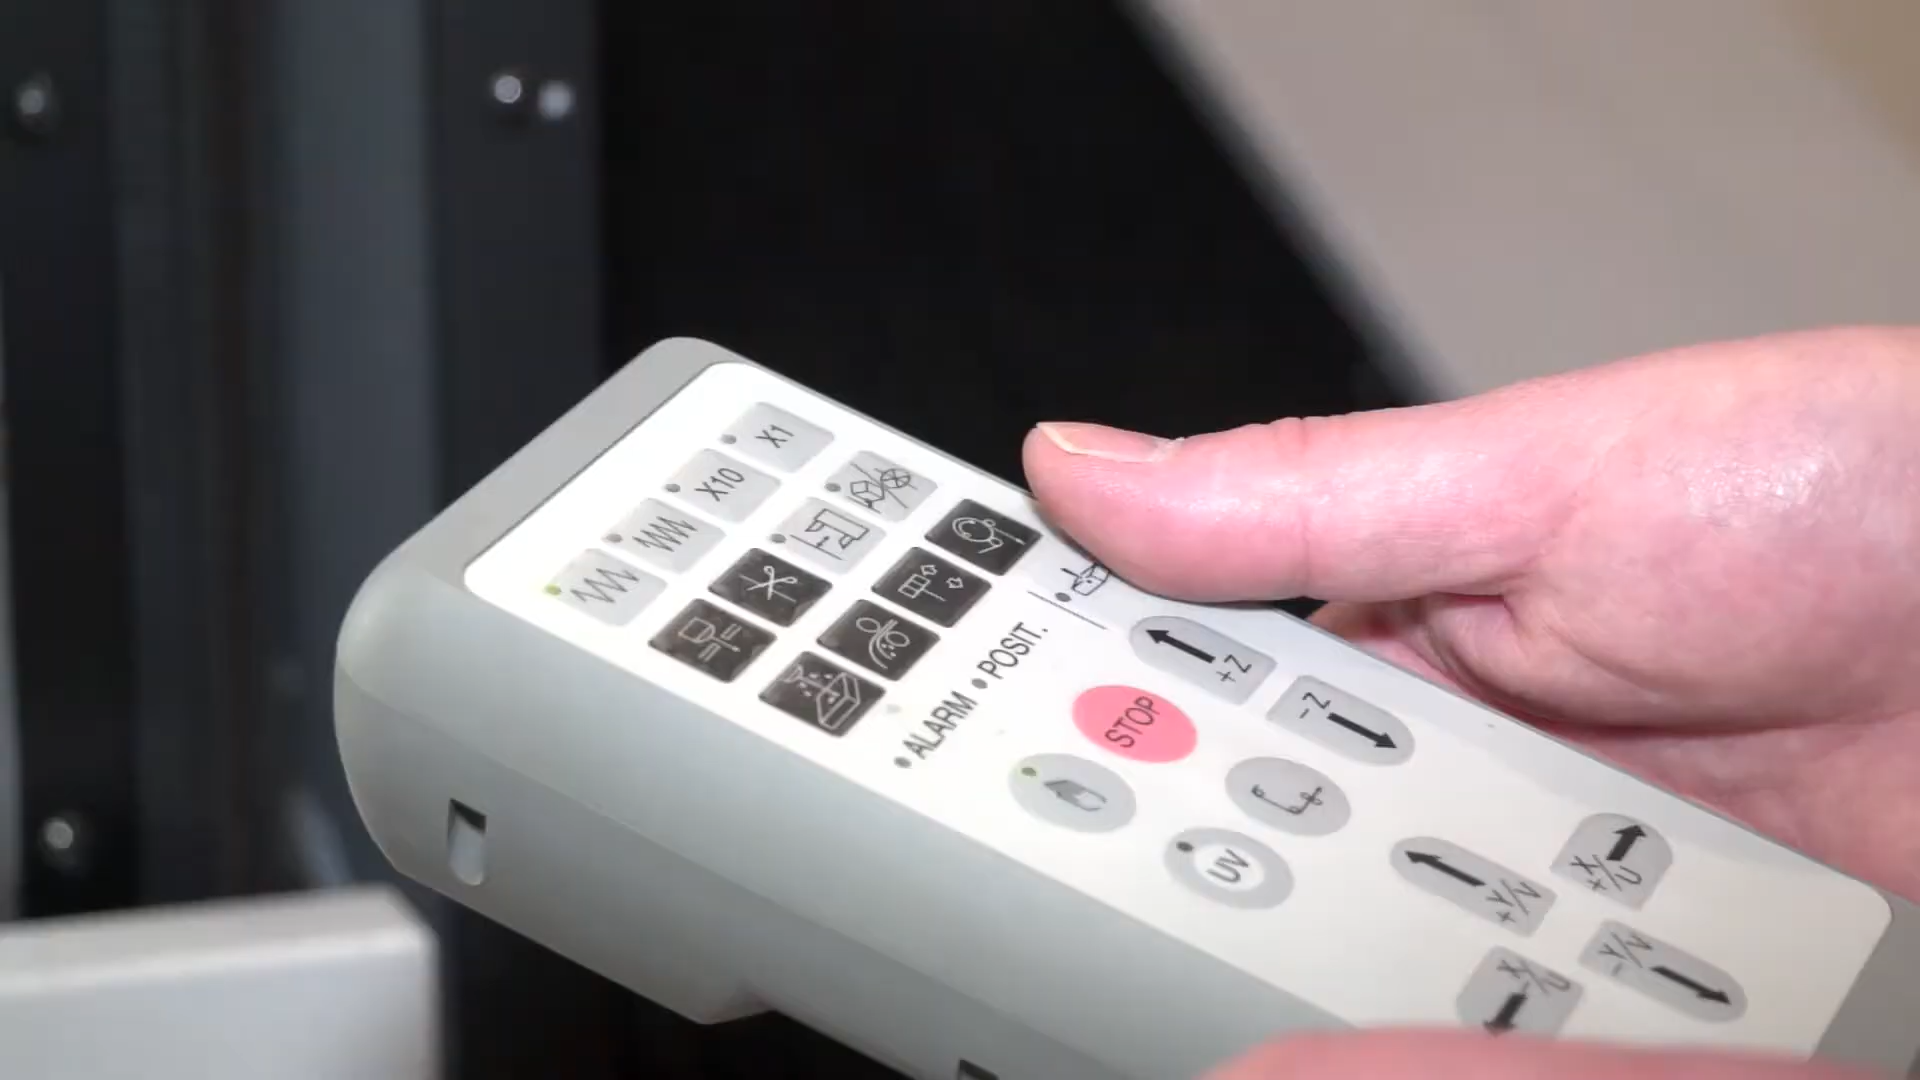 X1
X10
ALARM
POSIT.
+Z
STOP
-Z
UV
+X/U
+Y/V
-Y/V
-X/U